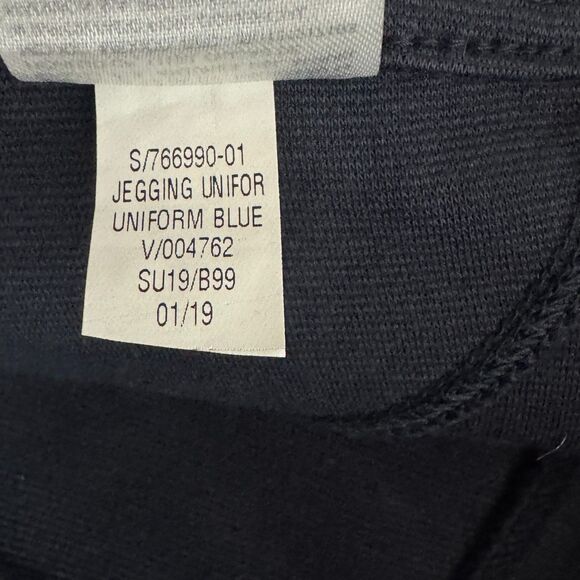 S/766990-01
JEGGING UNIFOR
UNIFORM BLUE
V/004762
SU19/B99
01/19